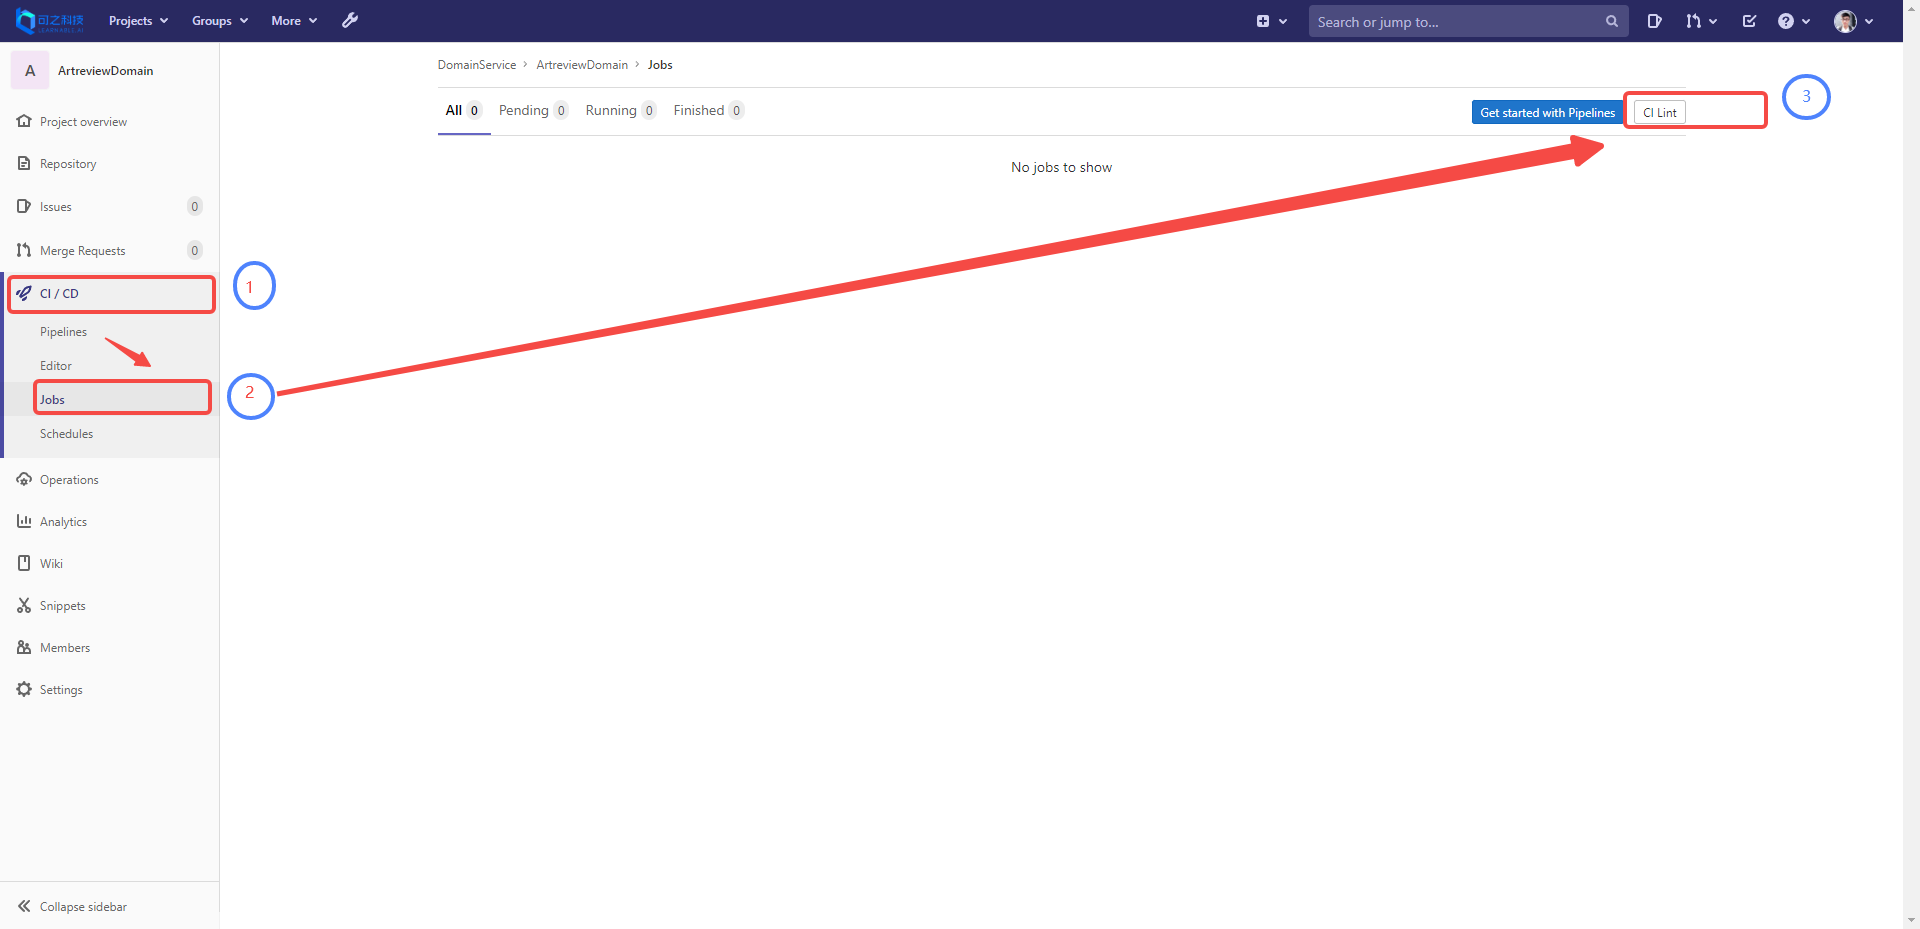 可之科技
LEARNABLE.AI
Projects
Groups
More
Search or jump to...
A
ArtreviewDomain
Project overview
Repository
Issues 0
Merge Requests 0
CI / CD
Pipelines
Editor
Jobs
Schedules
Operations
Analytics
Wiki
Snippets
Members
Settings
Collapse sidebar
1
2
DomainService > ArtreviewDomain > Jobs
All 0 Pending 0 Running 0 Finished 0
Get started with Pipelines
CI Lint
3
No jobs to show